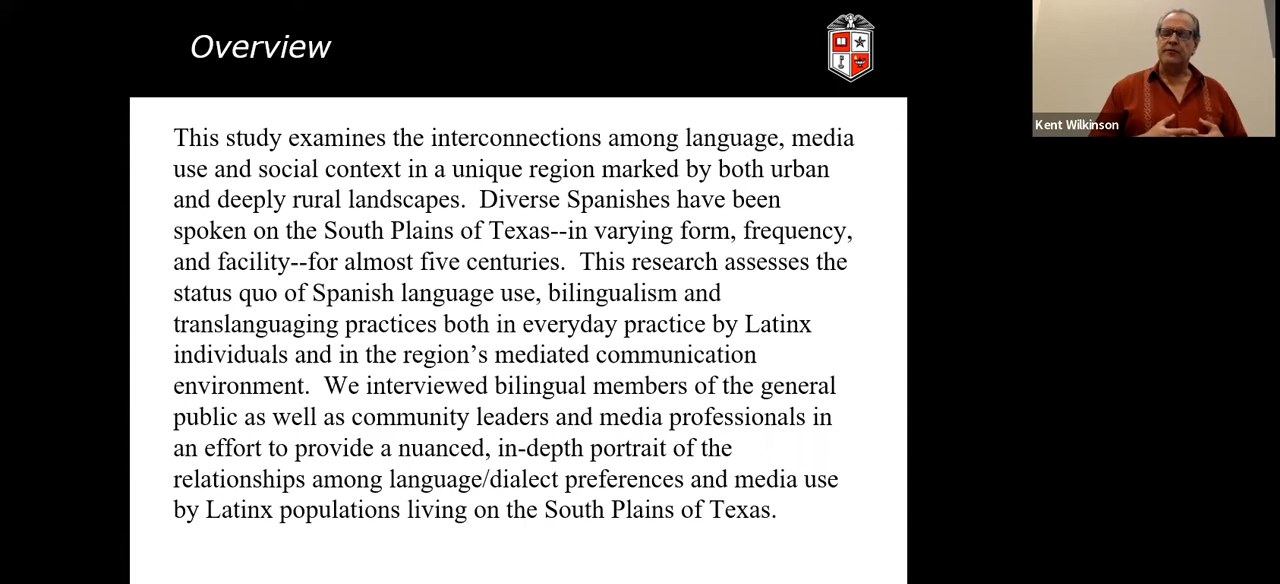 Overview
Kent Wilkinson
This study examines the interconnections among language, media
use and social context in a unique region marked by both urban
and deeply rural landscapes.  Diverse Spanishes have been
spoken on the South Plains of Texas--in varying form, frequency,
and facility--for almost five centuries.  This research assesses the
status quo of Spanish language use, bilingualism and
translanguaging practices both in everyday practice by Latinx
individuals and in the region’s mediated communication
environment.  We interviewed bilingual members of the general
public as well as community leaders and media professionals in
an effort to provide a nuanced, in-depth portrait of the
relationships among language/dialect preferences and media use
by Latinx populations living on the South Plains of Texas.